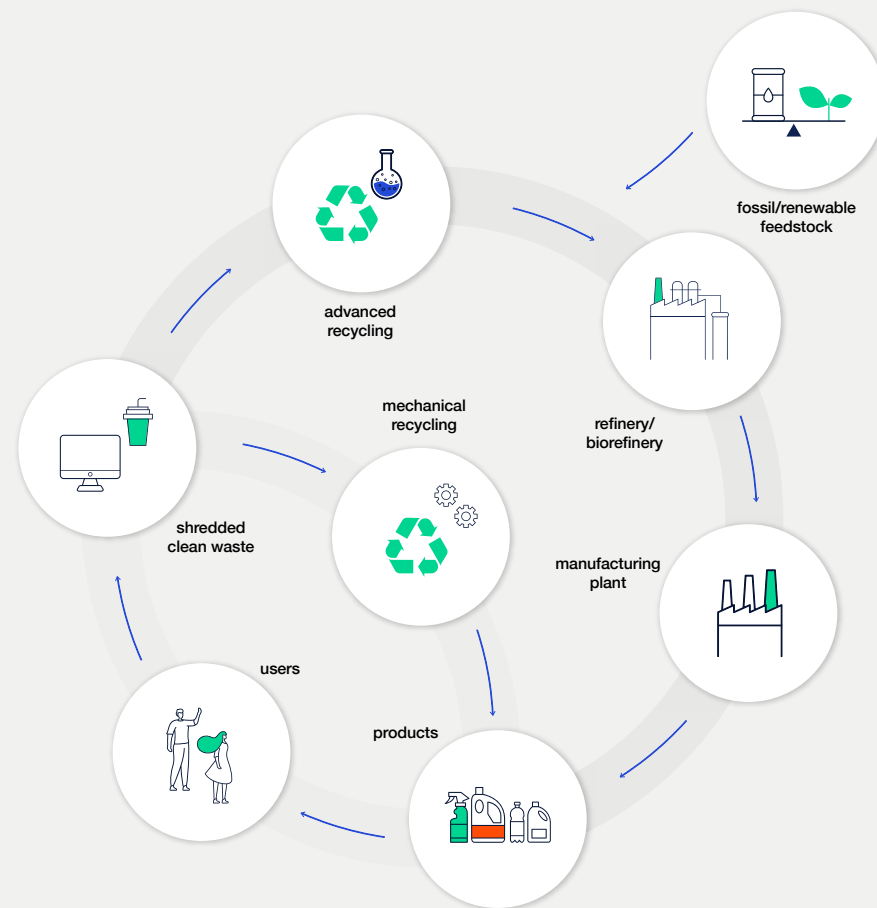 fossil/renewable
feedstock
advanced
recycling
mechanical
recycling
refinery/
biorefinery
shredded
clean waste
manufacturing
plant
users
products